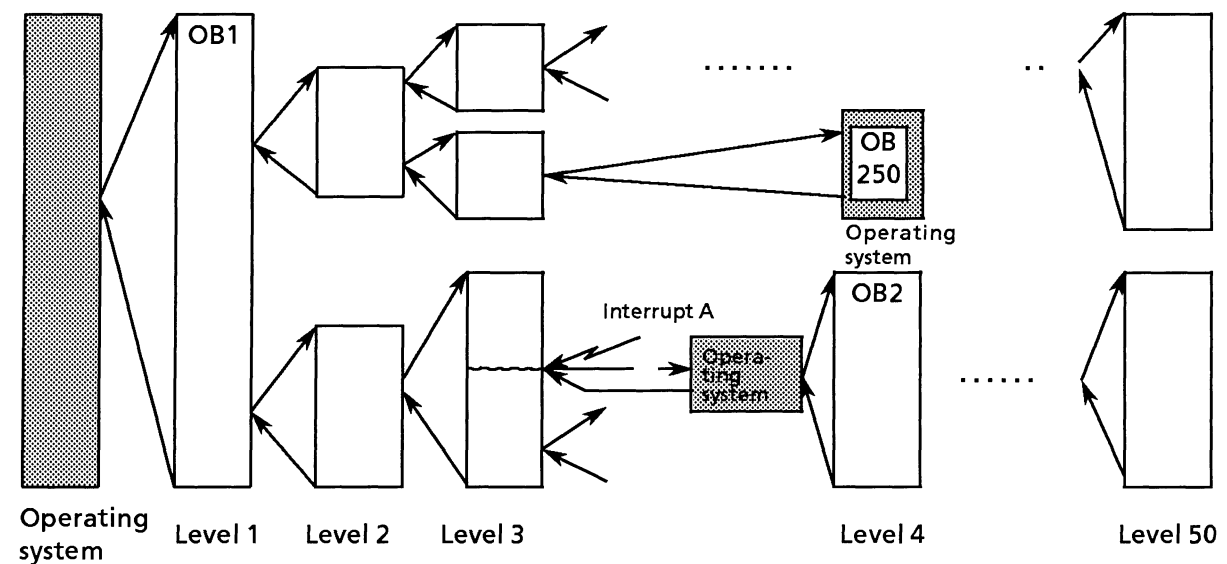 OB1
.......
..
OB
250
Operating
system
OB2
Interrupt A
Opera-
ting
system
......
Operating
system
Level 1
Level 2
Level 3
Level 4
Level 50